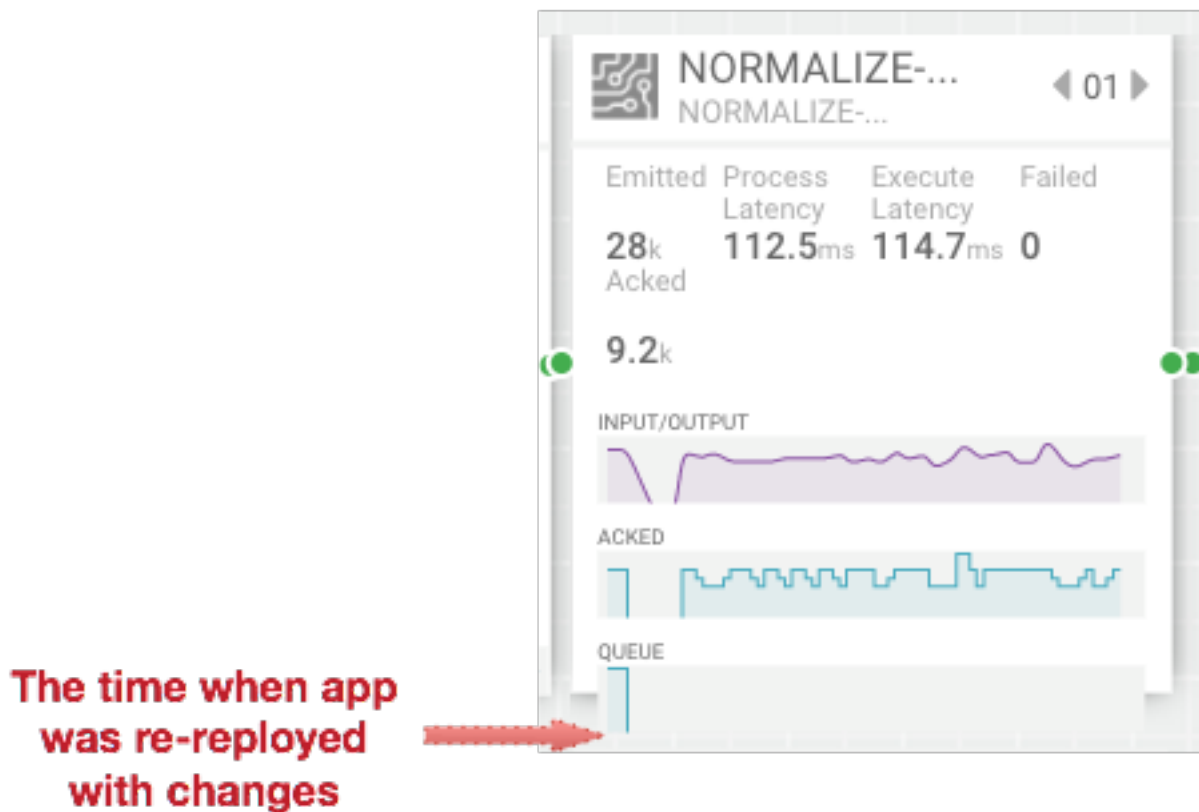 NORMALIZE-...
NORMALIZE-...
01
Emitted Process Latency Execute Latency Failed
28k 112.5ms 114.7ms 0
Acked
9.2k
INPUT/OUTPUT
ACKED
QUEUE
The time when app
was re-reployed
with changes